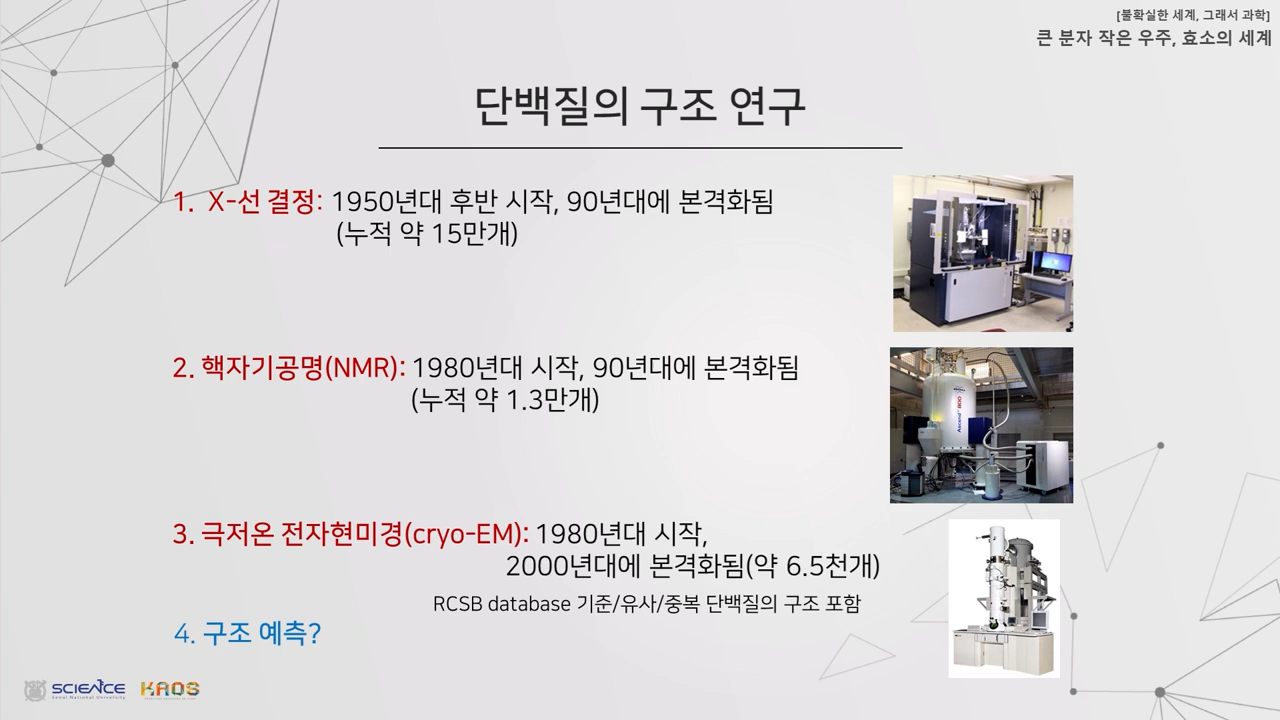 [불확실한 세계, 그래서 과학]
큰 분자 작은 우주, 효소의 세계
단백질의 구조 연구
1. X-선 결정: 1950년대 후반 시작, 90년대에 본격화됨
(누적 약 15만개)
2. 핵자기공명(NMR): 1980년대 시작, 90년대에 본격화됨
(누적 약 1.3만개)
Ascend 800
3. 극저온 전자현미경(cryo-EM): 1980년대 시작,
2000년대에 본격화됨(약 6.5천개)
RCSB database 기준/유사/중복 단백질의 구조 포함
4. 구조 예측?
SCIENCE
Seoul National University
KAOS